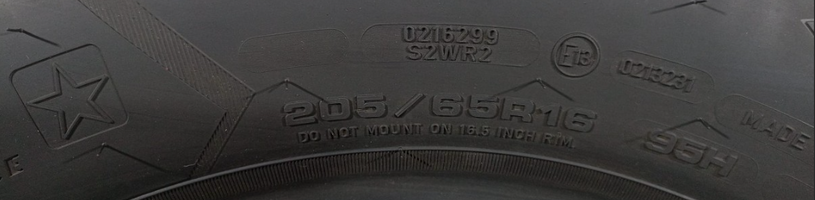 0216299
S2WR2
E13
0213231
205/65R16
DO NOT MOUNT ON 16.5 INCH RIM.
95H
MADE
E